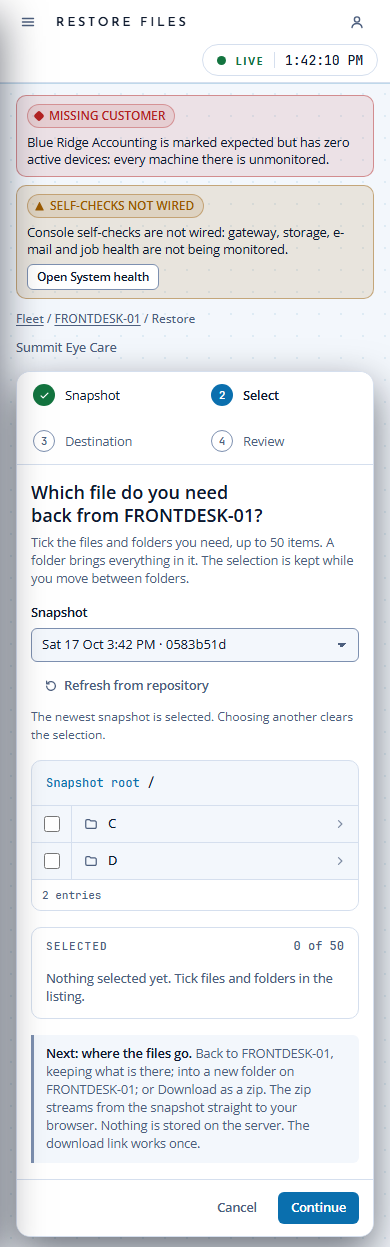 RESTORE FILES
LIVE 1:42:10 PM
MISSING CUSTOMER
Blue Ridge Accounting is marked expected but has zero
active devices: every machine there is unmonitored.
SELF-CHECKS NOT WIRED
Console self-checks are not wired: gateway, storage, e-
mail and job health are not being monitored.
Open System health
Fleet / FRONTDESK-01 / Restore
Summit Eye Care
Snapshot
2 Select
3 Destination
4 Review
Which file do you need
back from FRONTDESK-01?
Tick the files and folders you need, up to 50 items. A
folder brings everything in it. The selection is kept while
you move between folders.
Snapshot
Sat 17 Oct 3:42 PM · 0583b51d
Refresh from repository
The newest snapshot is selected. Choosing another clears
the selection.
Snapshot root /
C
D
2 entries
SELECTED 0 of 50
Nothing selected yet. Tick files and folders in the
listing.
Next: where the files go. Back to FRONTDESK-01,
keeping what is there; into a new folder on
FRONTDESK-01; or Download as a zip. The zip
streams from the snapshot straight to your
browser. Nothing is stored on the server. The
download link works once.
Cancel Continue